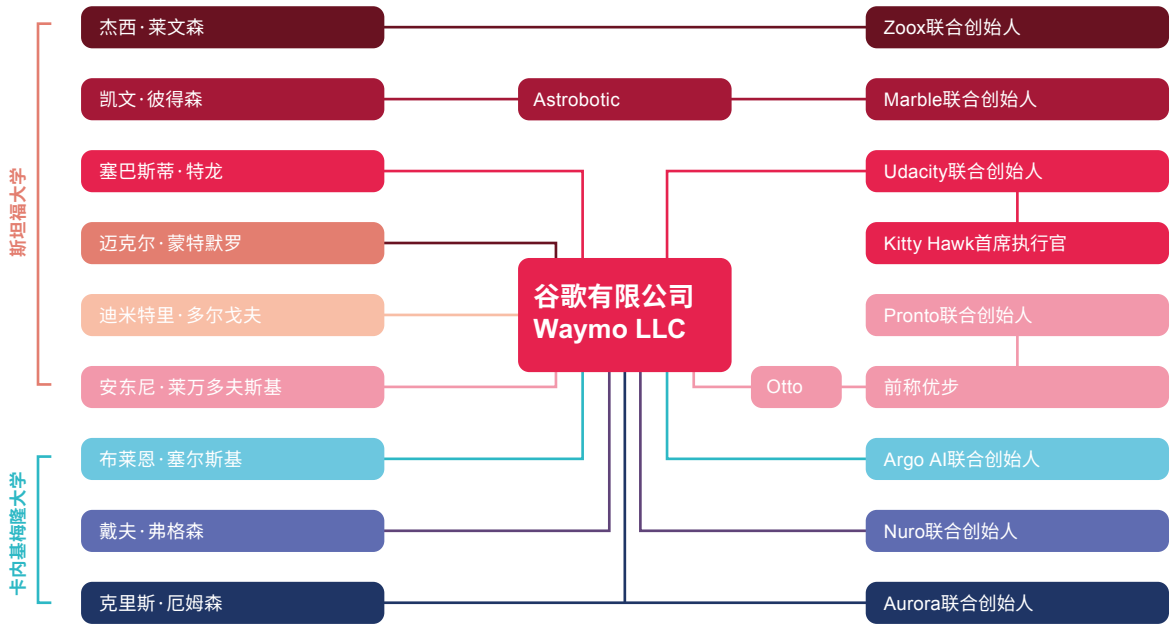 斯坦福大学
杰西·莱文森
Zoox联合创始人
凯文·彼得森
Astrobotic
Marble联合创始人
塞巴斯蒂·特龙
Udacity联合创始人
迈克尔·蒙特默罗
Kitty Hawk首席执行官
谷歌有限公司
Waymo LLC
迪米特里·多尔戈夫
Pronto联合创始人
安东尼·莱万多夫斯基
Otto
前称优步
卡内基梅隆大学
布莱恩·塞尔斯基
Argo AI联合创始人
戴夫·弗格森
Nuro联合创始人
克里斯·厄姆森
Aurora联合创始人